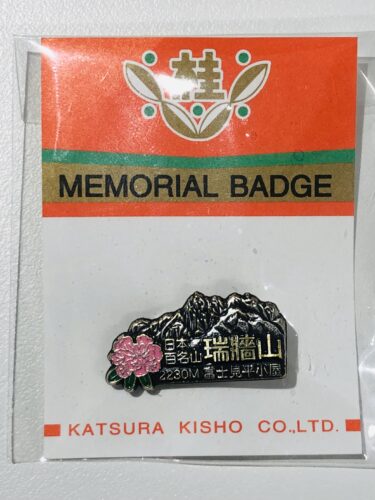 桂
MEMORIAL BADGE
日本
百名山
瑞牆山
2230M 富士見平小屋
KATSURA KISHO CO.,LTD.